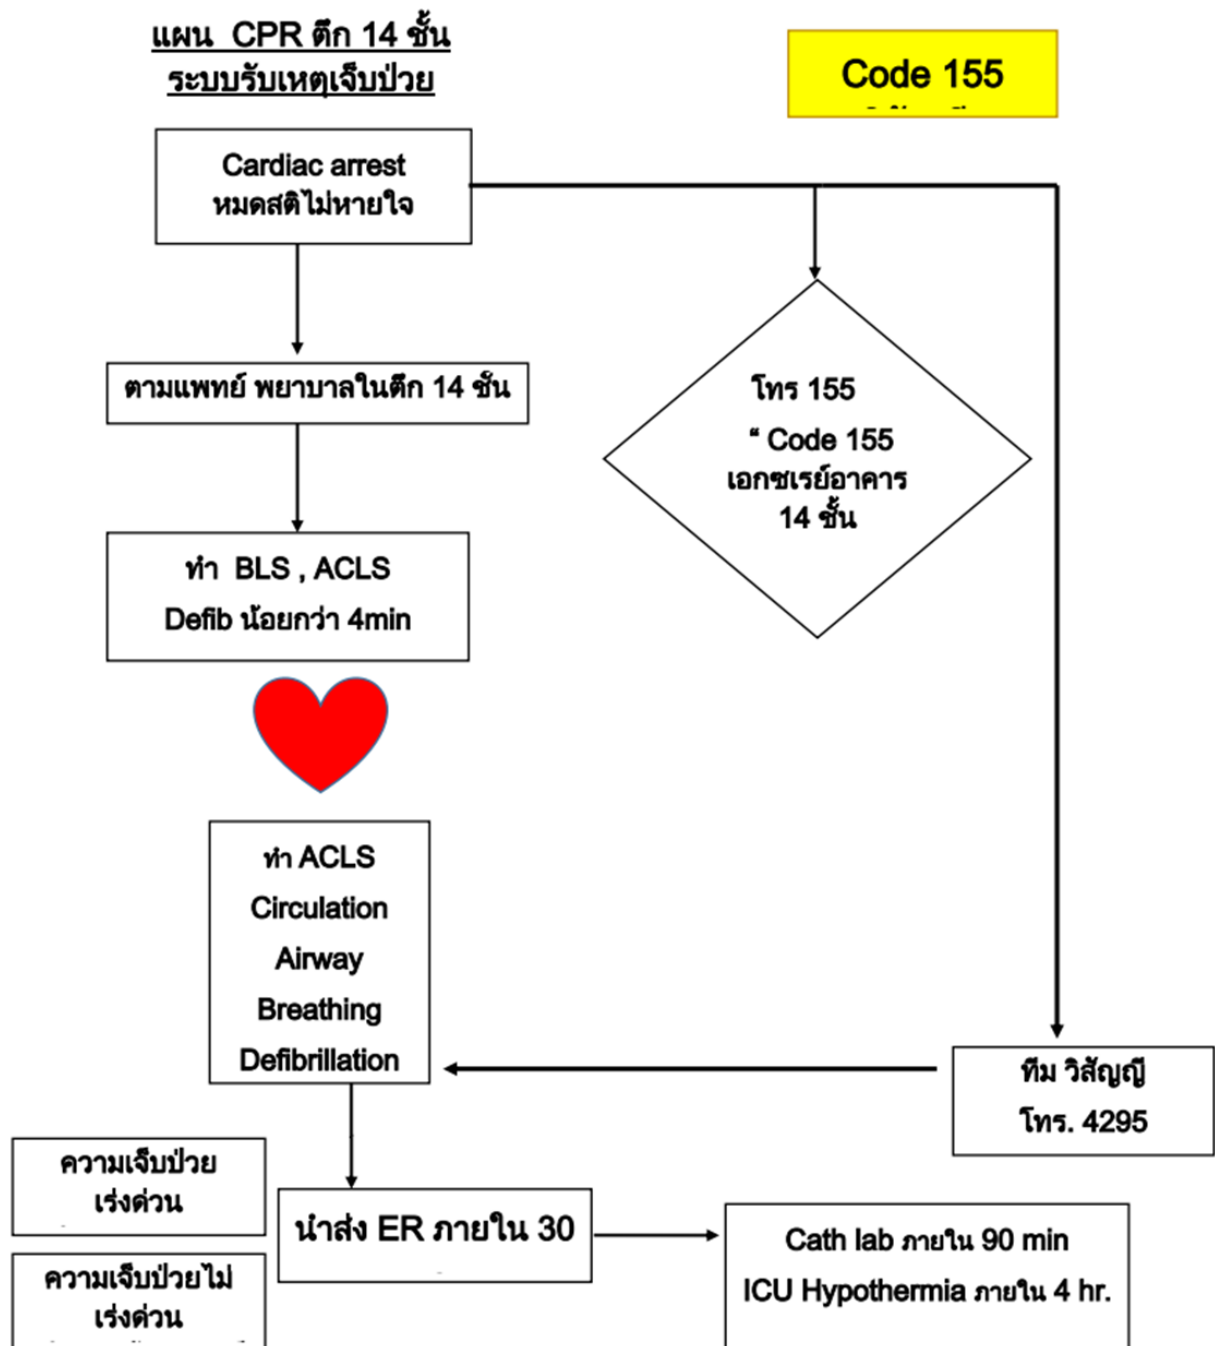 แผน CPR ตึก 14 ชั้น
ระบบรับเหตุเจ็บป่วย
Code 155
Cardiac arrest
หมดสติไม่หายใจ
ตามแพทย์ พยาบาลในตึก 14 ชั้น
โทร 155
“ Code 155
เอกซเรย์อาคาร
14 ชั้น
ทำ BLS , ACLS
Defib น้อยกว่า 4min
ทำ ACLS
Circulation
Airway
Breathing
Defibrillation
ทีม วิสัญญี
โทร. 4295
ความเจ็บป่วย
เร่งด่วน
นำส่ง ER ภายใน 30
Cath lab ภายใน 90 min
ICU Hypothermia ภายใน 4 hr.
ความเจ็บป่วยไม่
เร่งด่วน